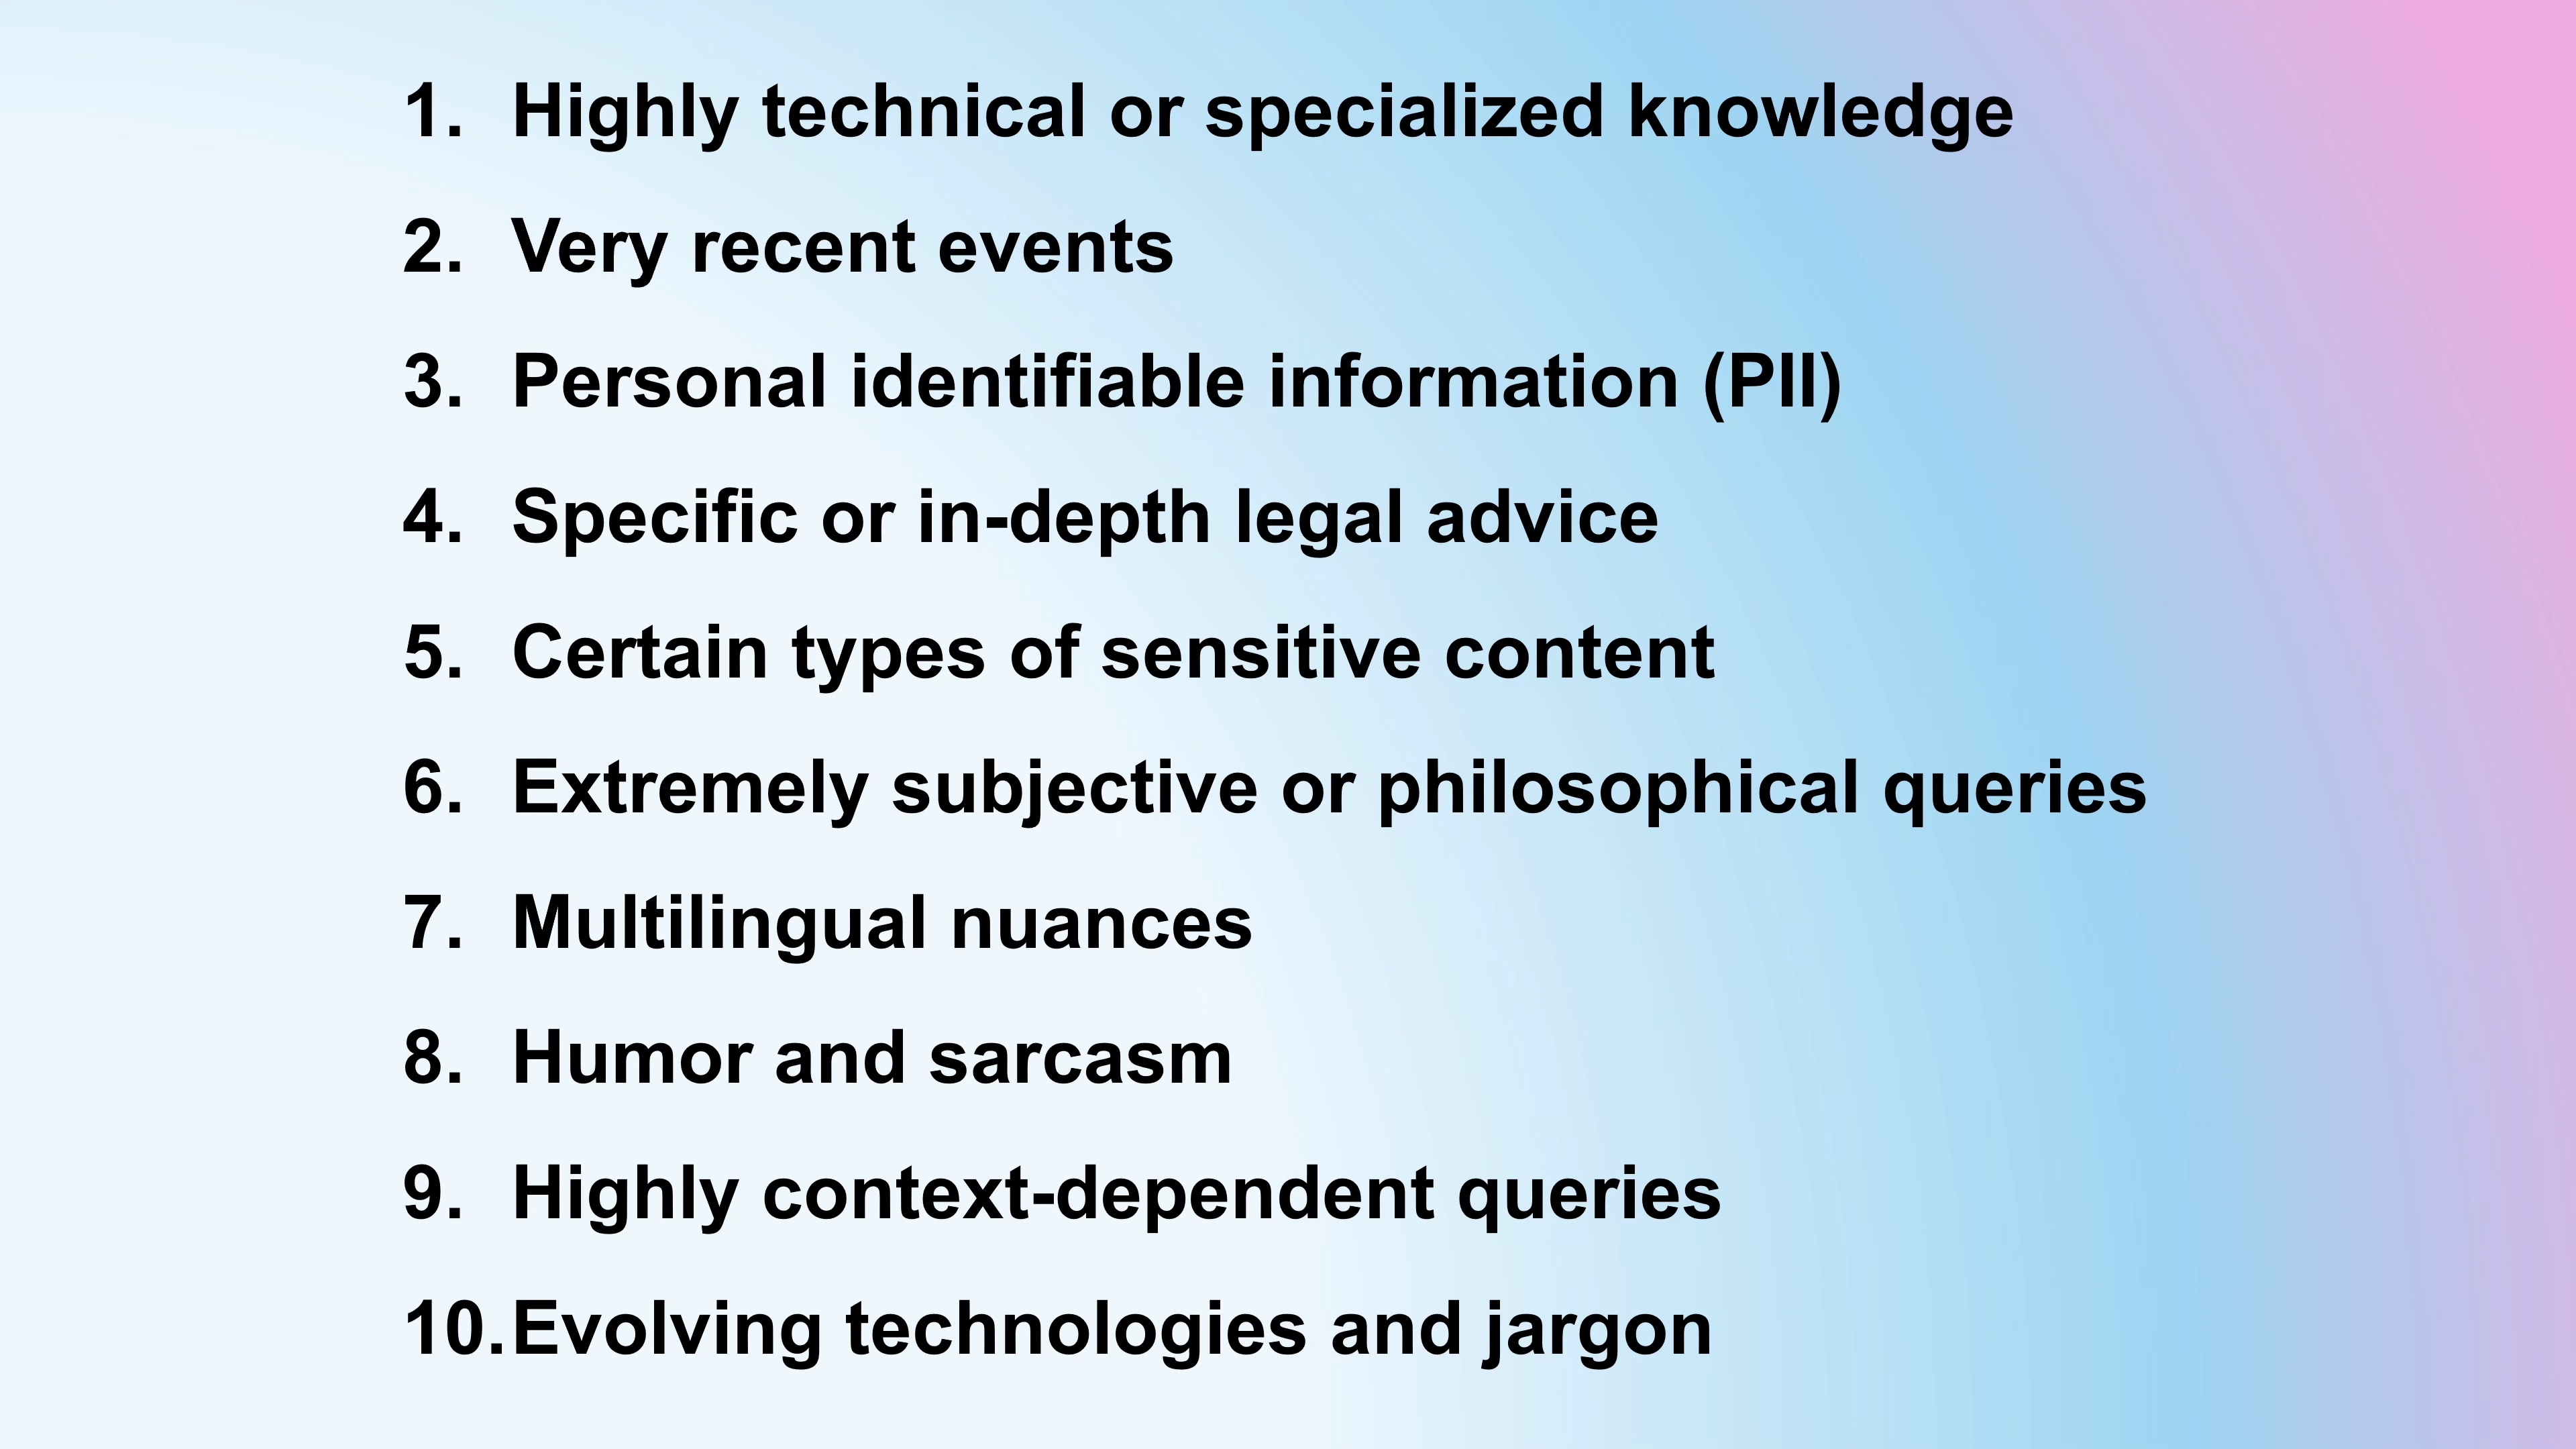 1. Highly technical or specialized knowledge
2. Very recent events
3. Personal identifiable information (PII)
4. Specific or in-depth legal advice
5. Certain types of sensitive content
6. Extremely subjective or philosophical queries
7. Multilingual nuances
8. Humor and sarcasm
9. Highly context-dependent queries
10. Evolving technologies and jargon